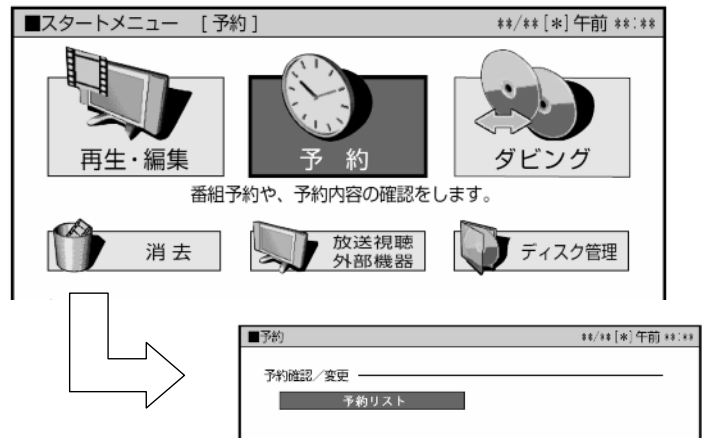 ■スタートメニュー [予約] **/**[*]午前 **:**
再生・編集 予約 ダビング
番組予約や、予約内容の確認をします。
消去 放送視聴 ディスク管理
外部機器
■予約 **/**[*]午前 **:**
予約確認／変更
予約リスト